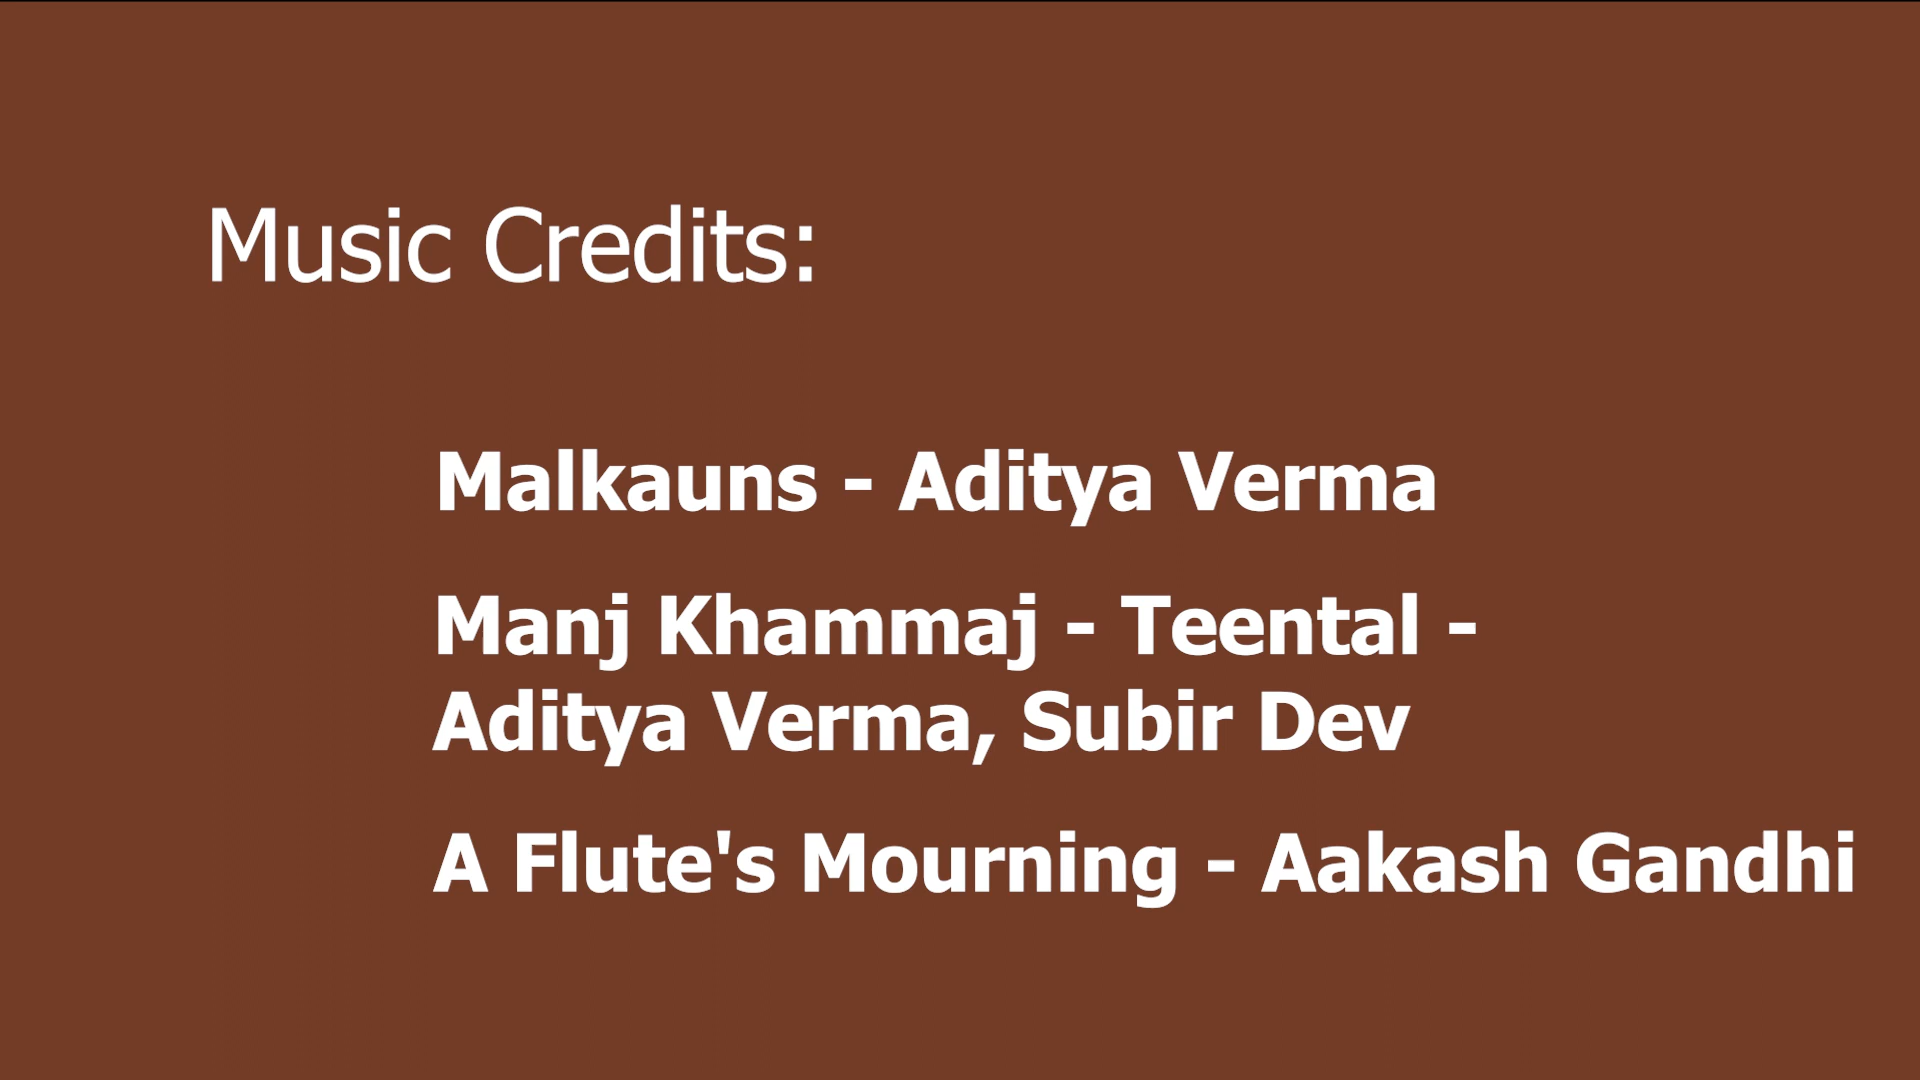 Music Credits:
Malkauns - Aditya Verma
Manj Khammaj - Teental -
Aditya Verma, Subir Dev
A Flute's Mourning - Aakash Gandhi